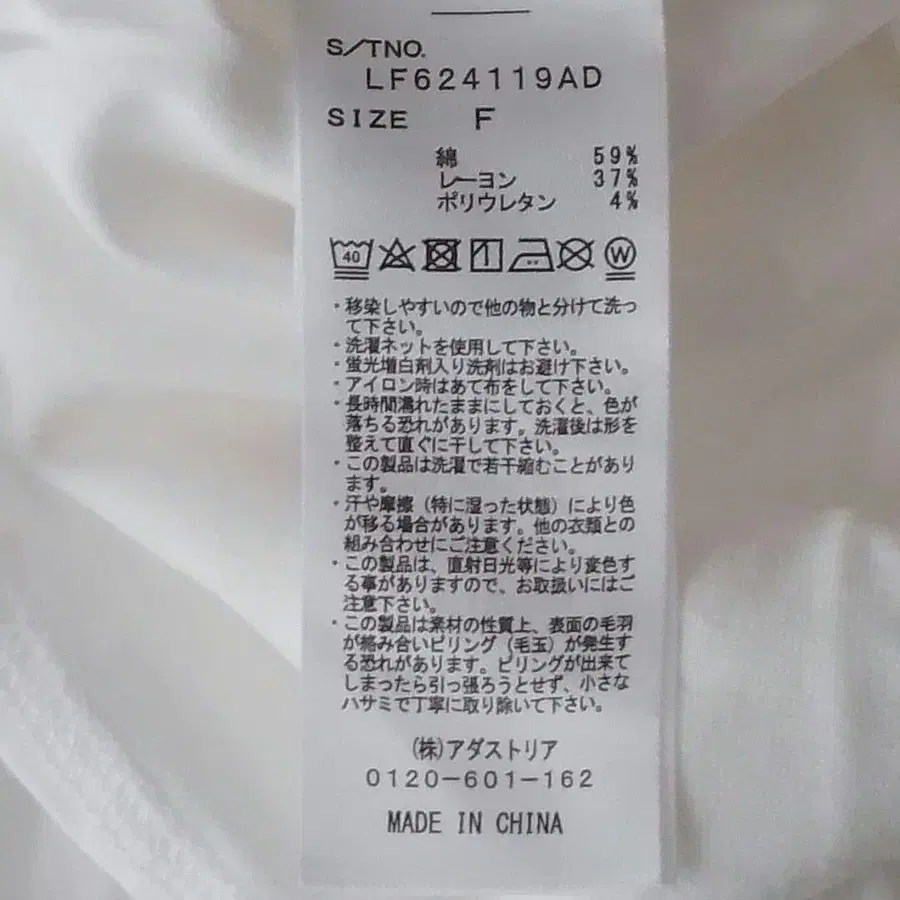 S/TNO.
LF624119AD
SIZE F
綿 59%
レーヨン 37%
ポリウレタン 4%
40 W
・移染しやすいので他の物と分けて洗っ
て下さい。
・洗濯ネットを使用して下さい。
・蛍光増白剤入り洗剤はお避け下さい。
・アイロン時はあて布をして下さい。
・長時間濡れたままにしておくと、色が
落ちる恐れがあります。洗濯後は形を
整えて直ぐに干して下さい。
・この製品は洗濯で若干縮むことがあり
ます。
・汗や摩擦（特に湿った状態）により色
が移る場合があります。他の衣類との
組み合わせにご注意ください。
・この製品は、直射日光等により変色す
る事がありますので、お取扱いにはご
注意下さい。
・この製品は素材の性質上、表面の毛羽
が絡み合いピリング（毛玉）が発生す
る恐れがあります。ピリングが出来て
しまったら引っ張ろうとせず、小さな
ハサミで丁寧に取り除いて下さい。
(株)アダストリア
0120-601-162
MADE IN CHINA